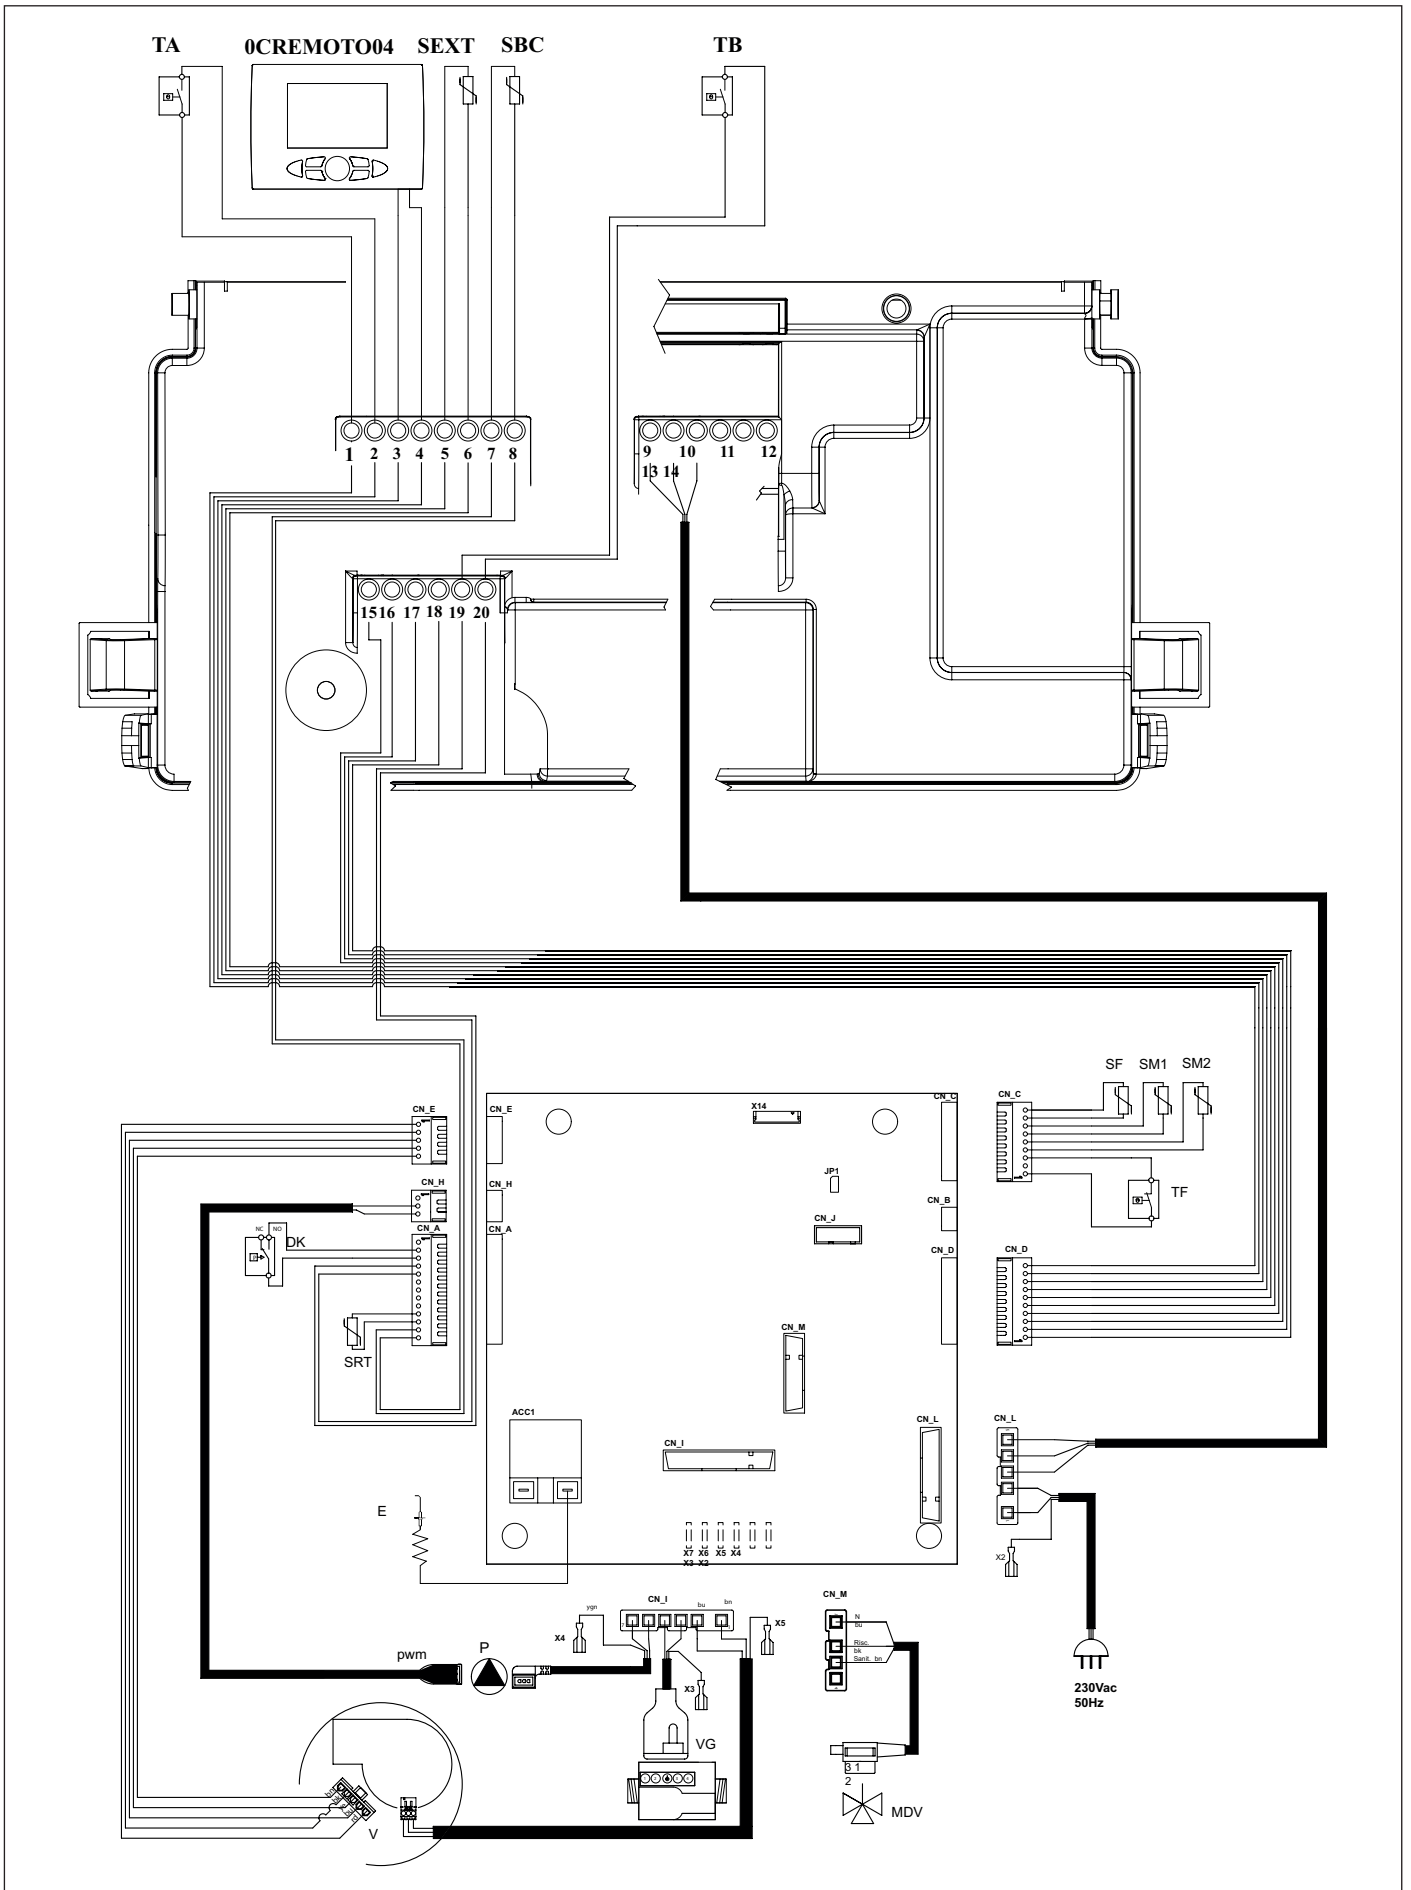 TA 0CREMOTO04 SEXT SBC TB
1 2 3 4 5 6 7 8
9 10 11 12
13 14
15 16 17 18 19 20
SF SM1 SM2
CN_E CN_E X14 CN_C CN_C
JP1
CN_H CN_H CN_B TF
CN_A CN_A CN_J
NC NO DK
P
CN_D CN_D
CN_M
SRT
ACC1 CN_I CN_L CN_L
E
X7 X6 X5 X4
X3 X2
X2
ygn CN_I bu bn
X4 X5
CN_M
N
bu
Risc.
bk
Sanit. bn
pwm P
X3
230Vac
50Hz
VG
3 1
2
MDV
V